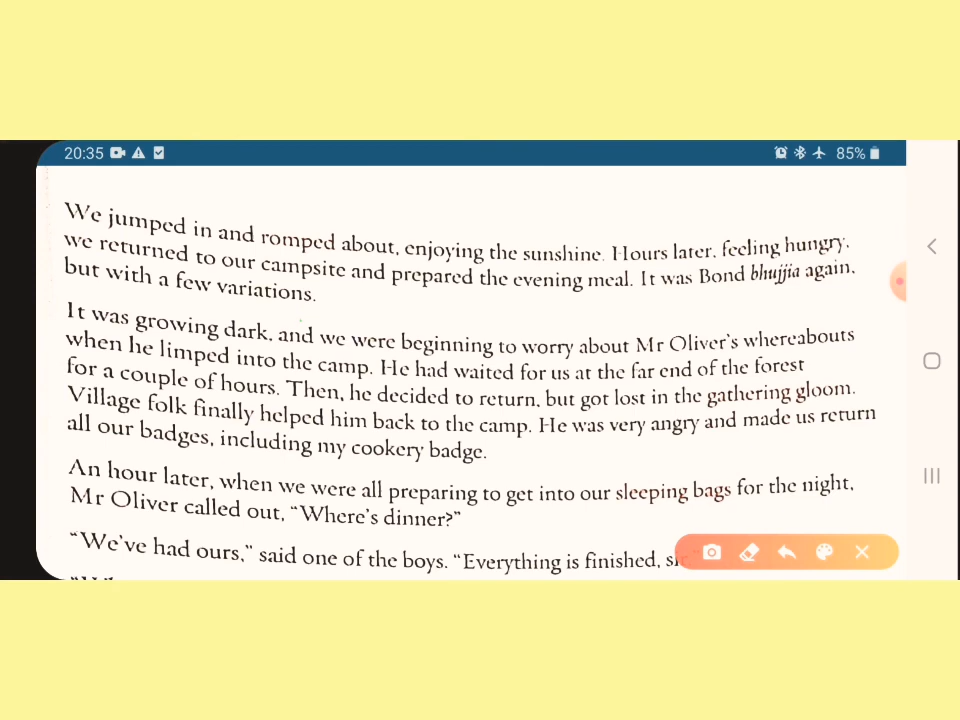 20:35
85%
We jumped in and romped about, enjoying the sunshine. Hours later, feeling hungry,
we returned to our campsite and prepared the evening meal. It was Bond bhujjia again,
but with a few variations.
It was growing dark, and we were beginning to worry about Mr Oliver's whereabouts
when he limped into the camp. He had waited for us at the far end of the forest
for a couple of hours. Then, he decided to return, but got lost in the gathering gloom.
Village folk finally helped him back to the camp. He was very angry and made us return
all our badges, including my cookery badge.
An hour later, when we were all preparing to get into our sleeping bags for the night,
Mr Oliver called out, “Where's dinner?”
“We've had ours,” said one of the boys. “Everything is finished,